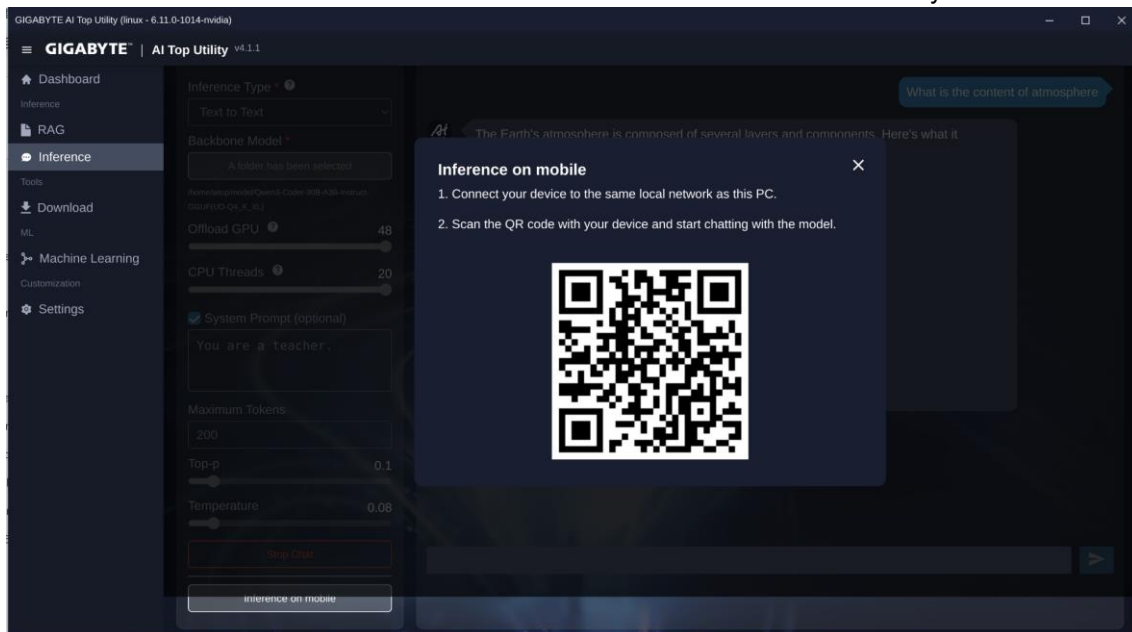 GIGABYTE AI Top Utility (linux - 6.11.0-1014-nvidia)
GIGABYTE™ | AI Top Utility v4.1.1
Dashboard
Inference
RAG
Inference
Tools
Download
ML
Machine Learning
Customization
Settings
Inference Type *
Text to Text
Backbone Model *
A folder has been selected
Offload GPU 48
CPU Threads 20
System Prompt (optional)
You are a teacher.
Maximum Tokens
200
Top-p 0.1
Temperature 0.08
Stop Chat
Inference on mobile
What is the content of atmosphere
The Earth's atmosphere is composed of several layers and components. Here's what it
Inference on mobile
1. Connect your device to the same local network as this PC.
2. Scan the QR code with your device and start chatting with the model.